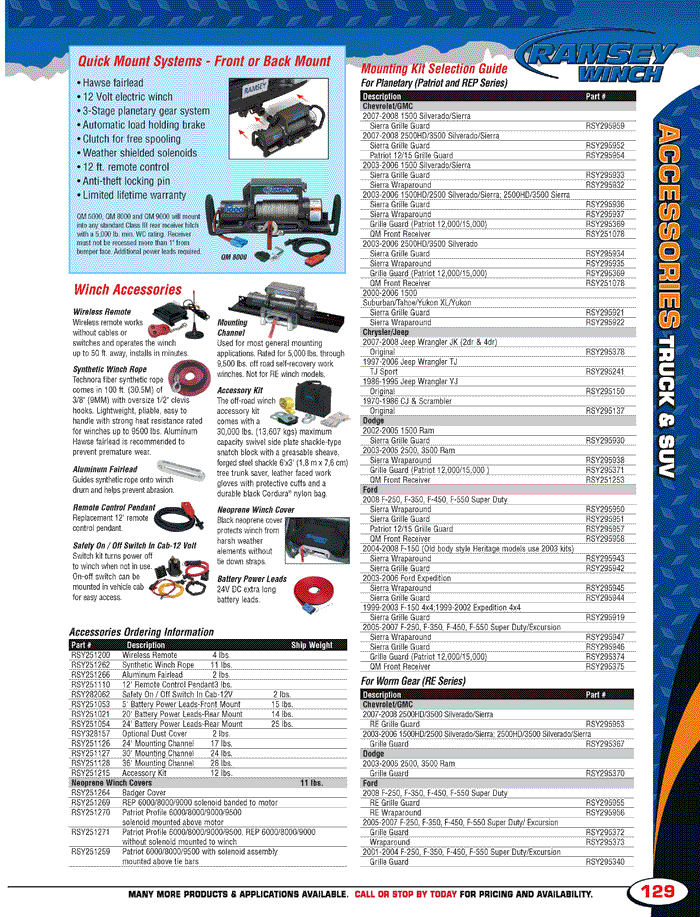 Quick Mount Systems - Front or Back Mount
• Hawse fairlead
• 12 Volt electric winch
• 3-Stage planetary gear system
• Automatic load holding brake
• Clutch for free spooling
• Weather shielded solenoids
• 12 ft. remote control
• Anti-theft locking pin
• Limited lifetime warranty
QM 5000, QM 8000 and QM 9000 will mount
into any standard Class III rear receiver hitch
with a 5,000 lb. min. WC rating. Receiver
must not be recessed more than 1" from
bumper face. Additional power leads required.
RAMSEY
QM 8000
Winch Accessories
Wireless Remote
Wireless remote works
without cables or
switches and operates the winch
up to 50 ft. away, installs in minutes.
Synthetic Winch Rope
Technora fiber synthetic rope
comes in 100 ft. (30.5M) of
3/8" (9MM) with oversize 1/2" clevis
hooks. Lightweight, pliable, easy to
handle with strong heat resistance rated
for winches up to 9500 lbs. Aluminum
Hawse fairlead is recommended to
prevent premature wear.
Aluminum Fairlead
Guides synthetic rope onto winch
drum and helps prevent abrasion.
Remote Control Pendant
Replacement 12' remote
control pendant.
Safety On / Off Switch In Cab-12 Volt
Switch kit turns power off
to winch when not in use.
On-off switch can be
mounted in vehicle cab
for easy access.
Mounting
Channel
Used for most general mounting
applications. Rated for 5,000 lbs. through
9,500 lbs. off road self-recovery work
winches. Not for RE winch models.
Accessory Kit
The off-road winch
accessory kit
comes with a
30,000 lbs. (13,607 kgs) maximum
capacity swivel side plate shackle-type
snatch block with a greasable sheave.
forged steel shackle 6'x3' (1,8 m x 7,6 cm)
tree trunk saver, leather faced work
gloves with protective cuffs and a
durable black Cordura® nylon bag.
Neoprene Winch Cover
Black neoprene cover
protects winch from
harsh weather
elements without
tie down straps.
Battery Power Leads
24V DC extra long
battery leads.
Accessories Ordering Information
Part # Description Ship Weight
RSY251200 Wireless Remote 4 lbs.
RSY251262 Synthetic Winch Rope 11 lbs.
RSY251266 Aluminum Fairlead 2 lbs.
RSY251110 12' Remote Control Pendant3 lbs.
RSY282062 Safety On / Off Switch In Cab-12V 2 lbs.
RSY251053 5' Battery Power Leads-Front Mount 15 lbs.
RSY251021 20' Battery Power Leads-Rear Mount 14 lbs.
RSY251054 24' Battery Power Leads-Rear Mount 25 lbs.
RSY328157 Optional Dust Cover 2 lbs.
RSY251126 24' Mounting Channel 17 lbs.
RSY251127 30' Mounting Channel 24 lbs.
RSY251128 36' Mounting Channel 28 lbs.
RSY251215 Accessory Kit 12 lbs.
Neoprene Winch Covers 11 lbs.
RSY251264 Badger Cover
RSY251269 REP 6000/8000/9000 solenoid banded to motor
RSY251270 Patriot Profile 6000/8000/9000/9500
solenoid mounted above motor
RSY251271 Patriot Profile 6000/8000/9000/9500, REP 6000/8000/9000
without solenoid mounted to winch
RSY251259 Patriot 6000/8000/9500 with solenoid assembly
mounted above tie bars
RAMSEY
WINCH
Mounting Kit Selection Guide
For Planetary (Patriot and REP Series)
Description Part #
Chevrolet/GMC
2007-2008 1500 Silverado/Sierra
Sierra Grille Guard RSY295959
2007-2008 2500HD/3500 Silverado/Sierra
Sierra Grille Guard RSY295952
Patriot 12/15 Grille Guard RSY295954
2003-2006 1500 Silverado/Sierra
Sierra Grille Guard RSY295933
Sierra Wraparound RSY295932
2003-2006 1500HD/2500 Silverado/Sierra; 2500HD/3500 Sierra
Sierra Grille Guard RSY295936
Sierra Wraparound RSY295937
Grille Guard (Patriot 12,000/15,000) RSY295369
QM Front Receiver RSY251078
2003-2006 2500HD/3500 Silverado
Sierra Grille Guard RSY295934
Sierra Wraparound RSY295935
Grille Guard (Patriot 12,000/15,000) RSY295369
QM Front Receiver RSY251078
2000-2006 1500
Suburban/Tahoe/Yukon XL/Yukon
Sierra Grille Guard RSY295921
Sierra Wraparound RSY295922
Chrysler/Jeep
2007-2008 Jeep Wrangler JK (2dr & 4dr)
Original RSY295378
1997-2006 Jeep Wrangler TJ
TJ Sport RSY295241
1986-1995 Jeep Wrangler YJ
Original RSY295150
1970-1986 CJ & Scrambler
Original RSY295137
Dodge
2002-2005 1500 Ram
Sierra Grille Guard RSY295930
2003-2005 2500, 3500 Ram
Sierra Wraparound RSY295938
Grille Guard (Patriot 12,000/15,000 ) RSY295371
QM Front Receiver RSY251253
Ford
2008 F-250, F-350, F-450, F-550 Super Duty
Sierra Wraparound RSY295950
Sierra Grille Guard RSY295951
Patriot 12/15 Grille Guard RSY295957
QM Front Receiver RSY295958
2004-2008 F-150 (Old body style Heritage models use 2003 kits)
Sierra Wraparound RSY295943
Sierra Grille Guard RSY295942
2003-2006 Ford Expedition
Sierra Wraparound RSY295945
Sierra Grille Guard RSY295944
1999-2003 F-150 4x4;1999-2002 Expedition 4x4
Sierra Grille Guard RSY295919
2005-2007 F-250, F-350, F-450, F-550 Super Duty/Excursion
Sierra Wraparound RSY295947
Sierra Grille Guard RSY295946
Grille Guard (Patriot 12,000/15,000) RSY295374
QM Front Receiver RSY295375
For Worm Gear (RE Series)
Description Part #
Chevrolet/GMC
2007-2008 2500HD/3500 Silverado/Sierra
RE Grille Guard RSY295953
2003-2006 1500HD/2500 Silverado/Sierra; 2500HD/3500 Silverado/Sierra
Grille Guard RSY295367
Dodge
2003-2005 2500, 3500 Ram
Grille Guard RSY295370
Ford
2008 F-250, F-350, F-450, F-550 Super Duty
RE Grille Guard RSY295955
RE Wraparound RSY295956
2005-2007 F-250, F-350, F-450, F-550 Super Duty/ Excursion
Grille Guard RSY295372
Wraparound RSY295373
2001-2004 F-250, F-350, F-450, F-550 Super Duty/Excursion
Grille Guard RSY295340
ACCESSORIES TRUCK & SUV
MANY MORE PRODUCTS & APPLICATIONS AVAILABLE. CALL OR STOP BY TODAY FOR PRICING AND AVAILABILITY.
129